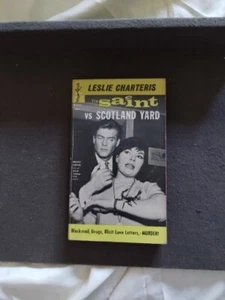 LESLIE CHARTERIS
the saint
vs SCOTLAND YARD
Blackmail, Drugs, Illicit Love Letters, MURDER!